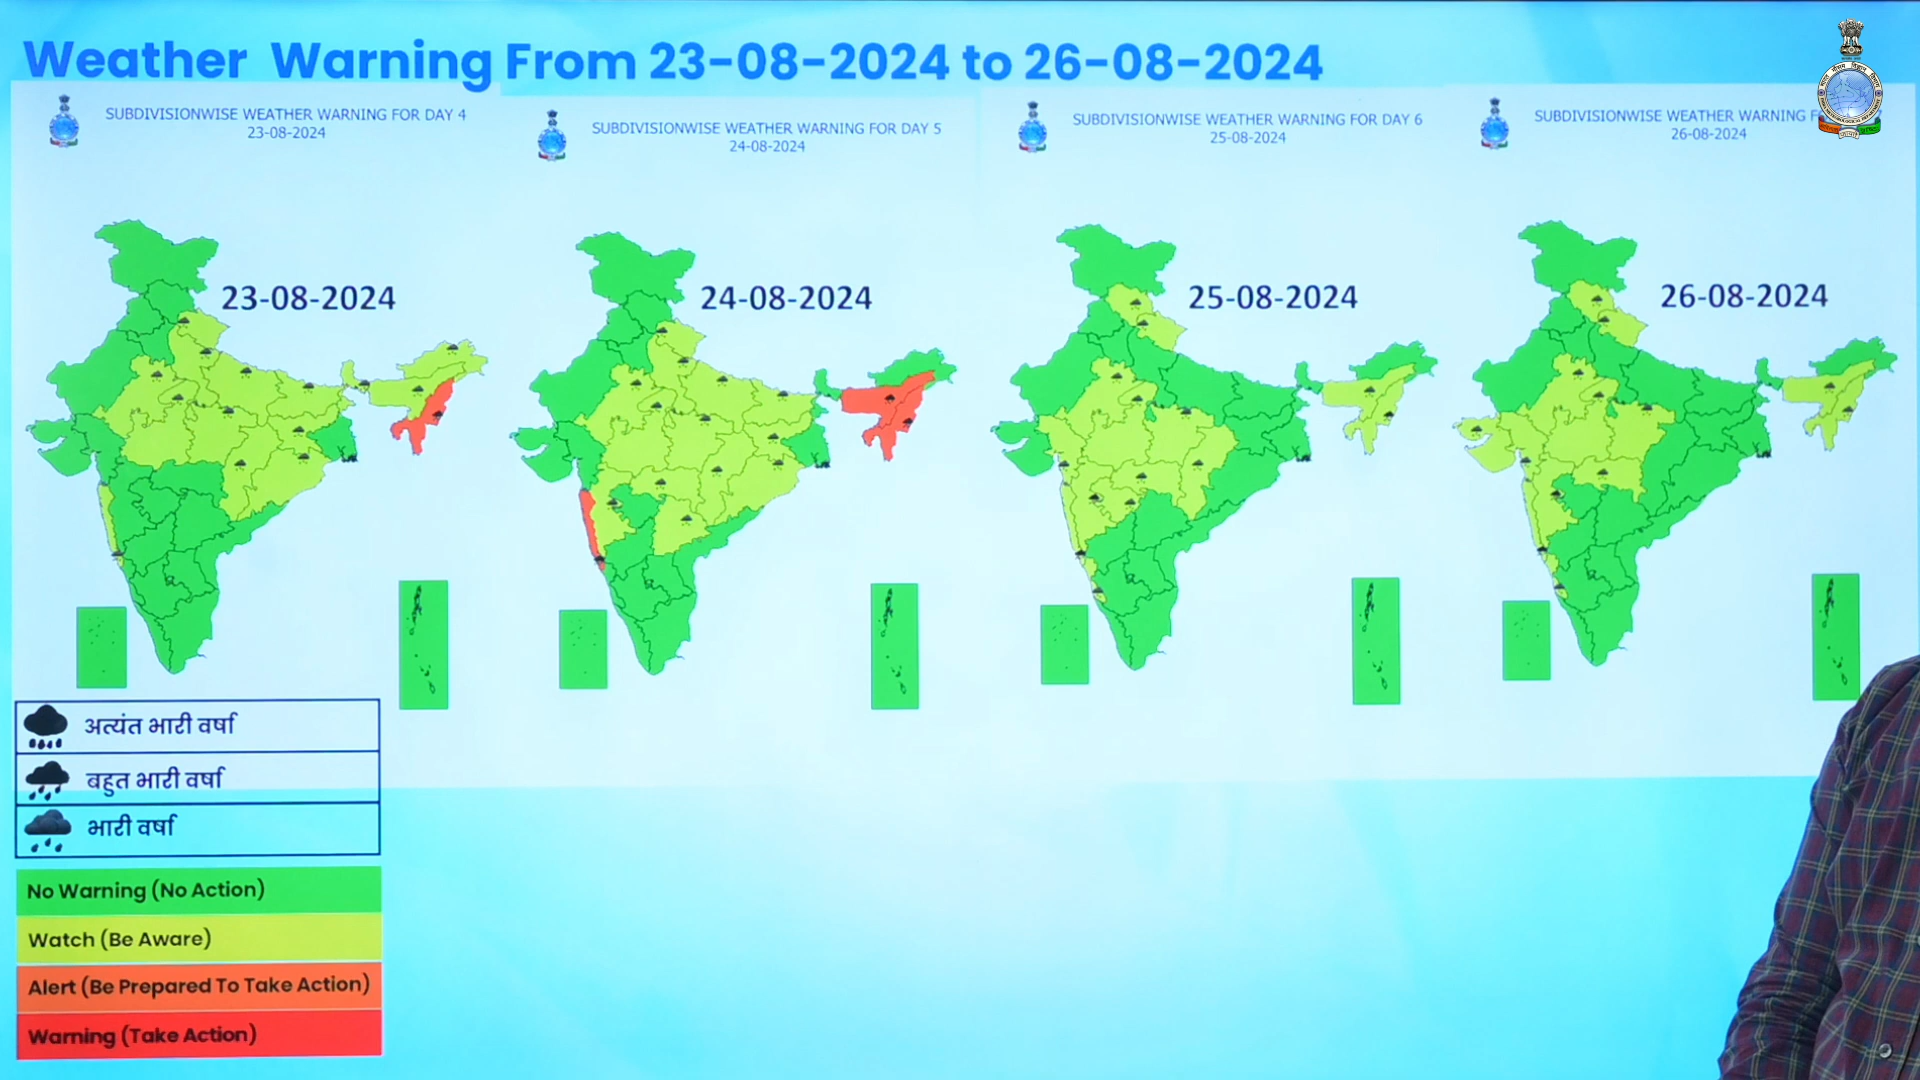 Weather Warning From 23-08-2024 to 26-08-2024
SUBDIVISIONWISE WEATHER WARNING FOR DAY 4
23-08-2024
SUBDIVISIONWISE WEATHER WARNING FOR DAY 5
24-08-2024
SUBDIVISIONWISE WEATHER WARNING FOR DAY 6
25-08-2024
SUBDIVISIONWISE WEATHER WARNING
26-08-2024
23-08-2024
24-08-2024
25-08-2024
26-08-2024
अत्यंत भारी वर्षा
बहुत भारी वर्षा
भारी वर्षा
No Warning (No Action)
Watch (Be Aware)
Alert (Be Prepared To Take Action)
Warning (Take Action)